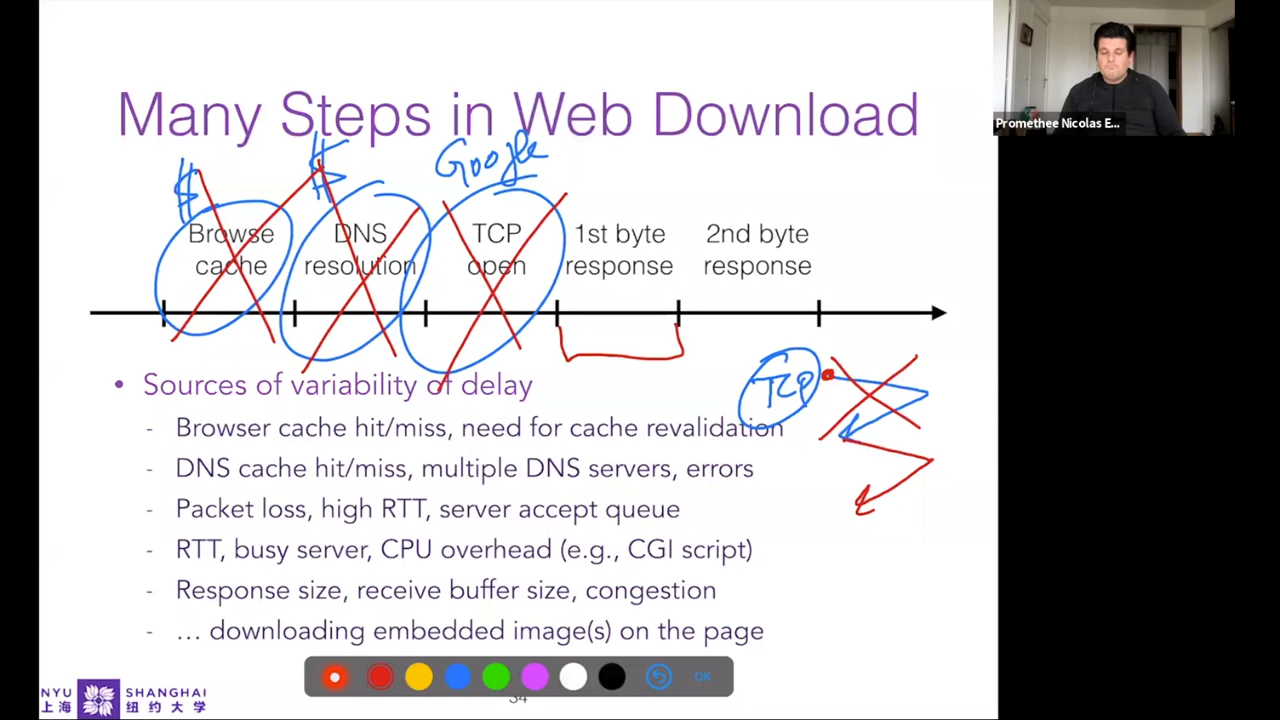 Many Steps in Web Download
$ $ Google
Browse DNS TCP 1st byte 2nd byte
cache resolution open response response
• Sources of variability of delay
TCP
- Browser cache hit/miss, need for cache revalidation
- DNS cache hit/miss, multiple DNS servers, errors
- Packet loss, high RTT, server accept queue
- RTT, busy server, CPU overhead (e.g., CGI script)
- Response size, receive buffer size, congestion
- … downloading embedded image(s) on the page
OK
34
NYU SHANGHAI
上海 纽约大学
Promethee Nicolas E...